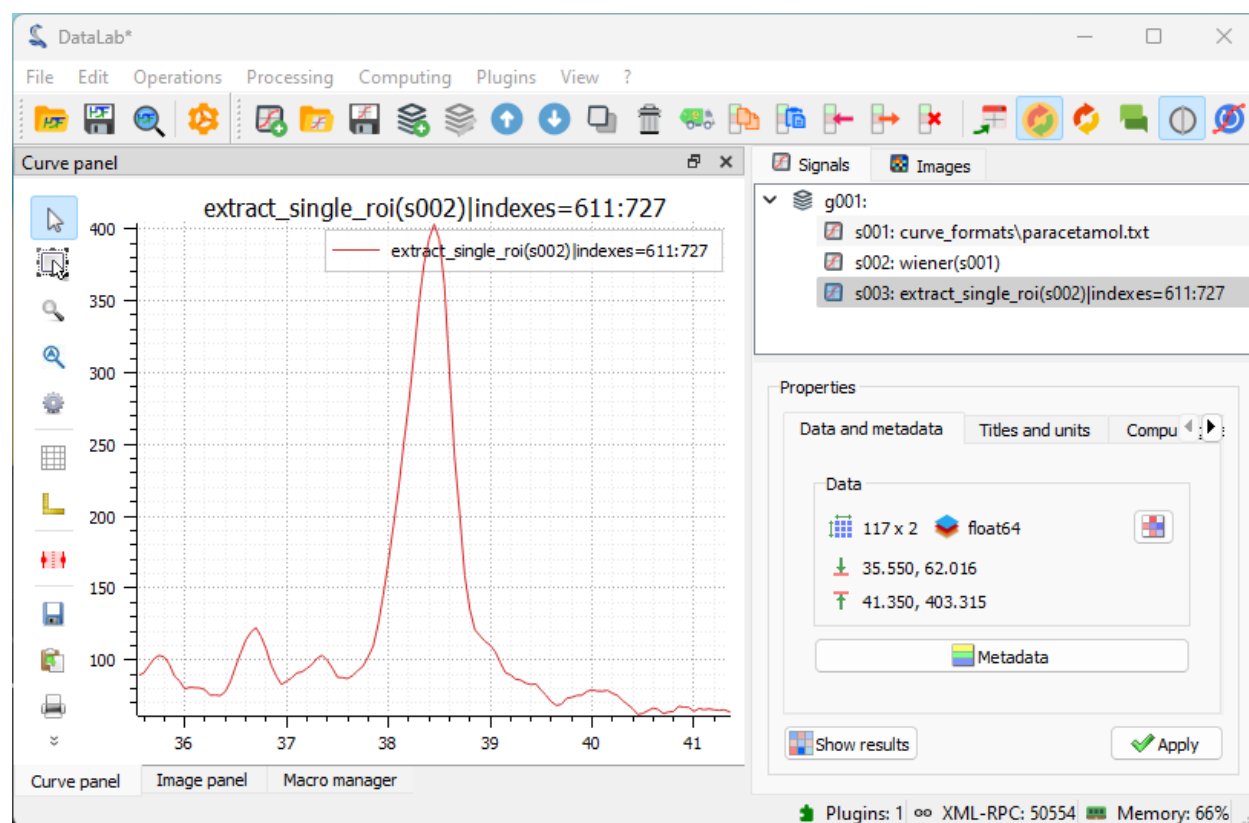 DataLab*
File Edit Operations Processing Computing Plugins View ?
Curve panel
extract_single_roi(s002)|indexes=611:727
extract_single_roi(s002)|indexes=611:727
400
350
300
250
200
150
100
36 37 38 39 40 41
Curve panel Image panel Macro manager
Signals Images
g001:
s001: curve_formats\paracetamol.txt
s002: wiener(s001)
s003: extract_single_roi(s002)|indexes=611:727
Properties
Data and metadata Titles and units Compu
Data
117 x 2 float64
35.550, 62.016
41.350, 403.315
Metadata
Show results Apply
Plugins: 1 XML-RPC: 50554 Memory: 66%